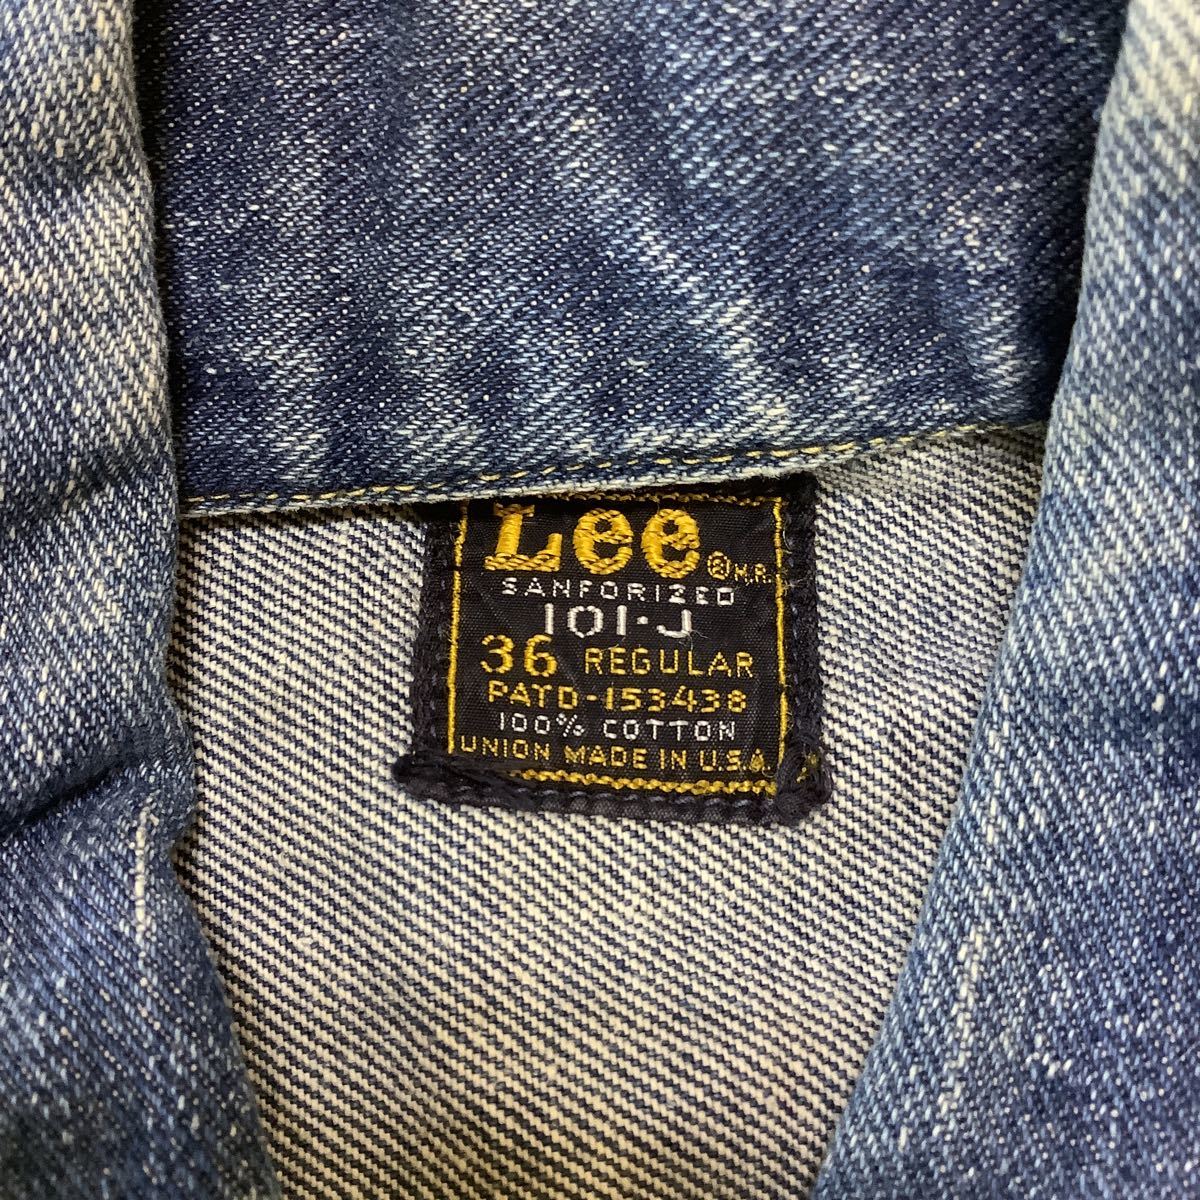 Lee ® M.R.
SANFORIZED
101-J
36 REGULAR
PATD-153438
100% COTTON
UNION MADE IN U.S.A.